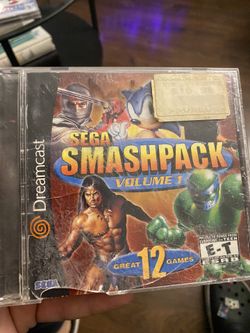 Dreamcast
SEGA
SMASHPACK
VOLUME 1
GREAT 12 GAMES
SEGA